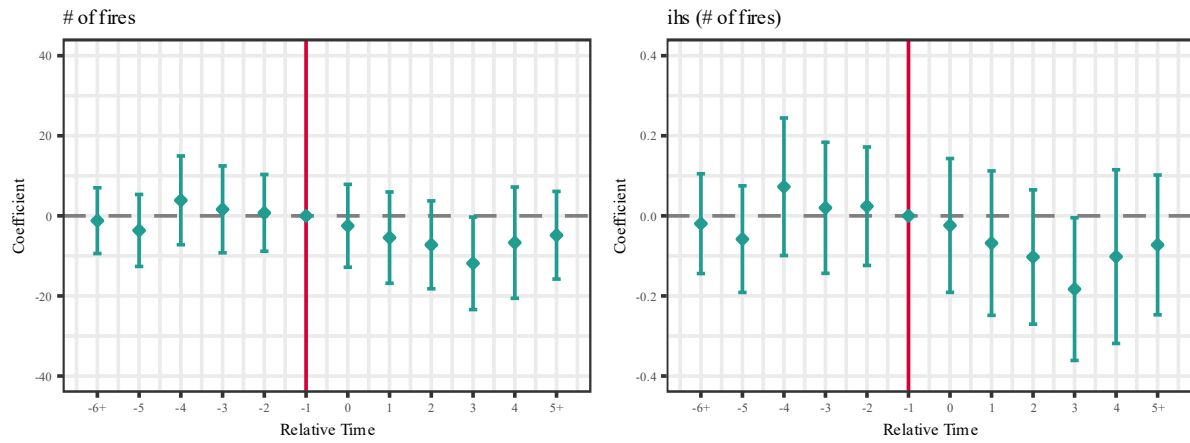 # of fires
40
20
0
-20
-40
Coefficient
-6+ -5 -4 -3 -2 -1 0 1 2 3 4 5+
Relative Time
ihs (# of fires)
0.4
0.2
0.0
-0.2
-0.4
Coefficient
-6+ -5 -4 -3 -2 -1 0 1 2 3 4 5+
Relative Time